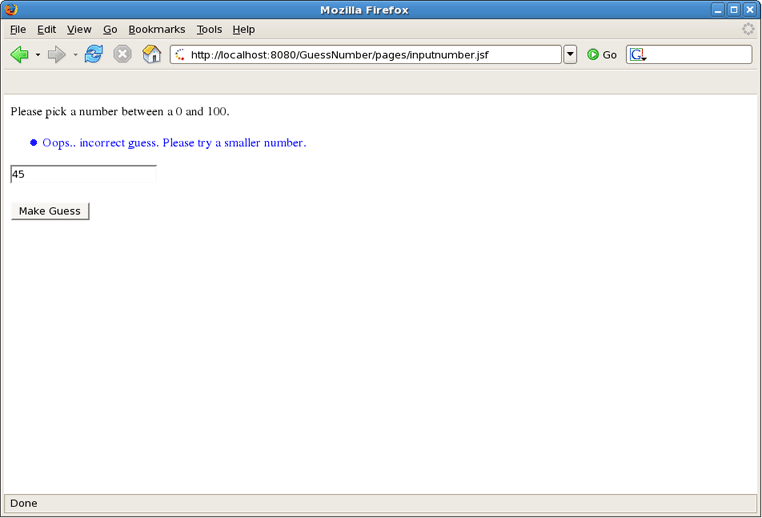 Mozilla Firefox
File Edit View Go Bookmarks Tools Help
http://localhost:8080/GuessNumber/pages/inputnumber.jsf Go G
Please pick a number between a 0 and 100.
Oops.. incorrect guess. Please try a smaller number.
45
Make Guess
Done